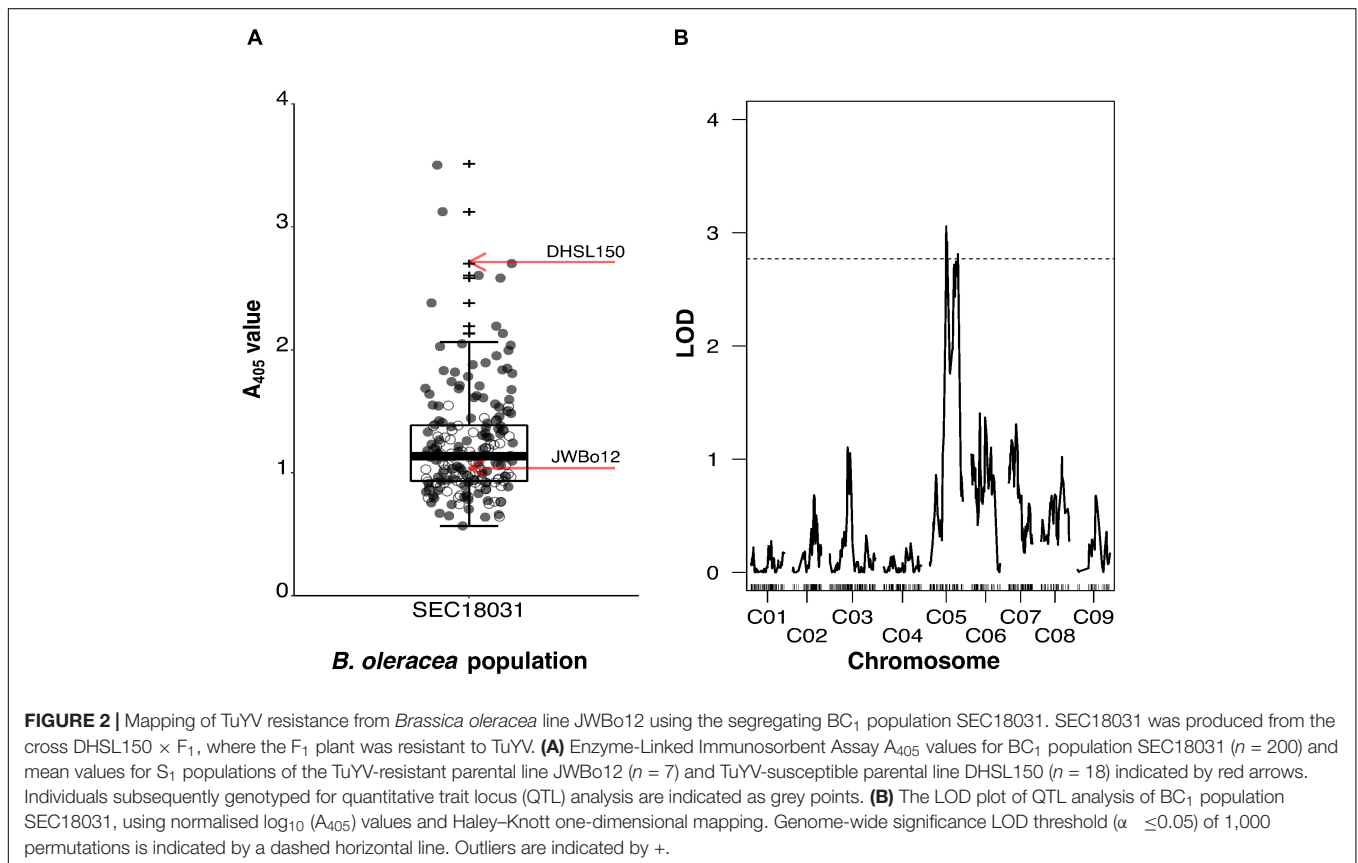 A
B
4
3
2
1
0
A405 value
DHSL150
JWBo12
SEC18031
B. oleracea population
4
3
2
1
0
LOD
C01 C03 C05 C07 C09
C02 C04 C06 C08
Chromosome
FIGURE 2 | Mapping of TuYV resistance from Brassica oleracea line JWBo12 using the segregating BC1 population SEC18031. SEC18031 was produced from the
cross DHSL150 × F1, where the F1 plant was resistant to TuYV. (A) Enzyme-Linked Immunosorbent Assay A405 values for BC1 population SEC18031 (n = 200) and
mean values for S1 populations of the TuYV-resistant parental line JWBo12 (n = 7) and TuYV-susceptible parental line DHSL150 (n = 18) indicated by red arrows.
Individuals subsequently genotyped for quantitative trait locus (QTL) analysis are indicated as grey points. (B) The LOD plot of QTL analysis of BC1 population
SEC18031, using normalised log10 (A405) values and Haley–Knott one-dimensional mapping. Genome-wide significance LOD threshold (α ≤0.05) of 1,000
permutations is indicated by a dashed horizontal line. Outliers are indicated by +.